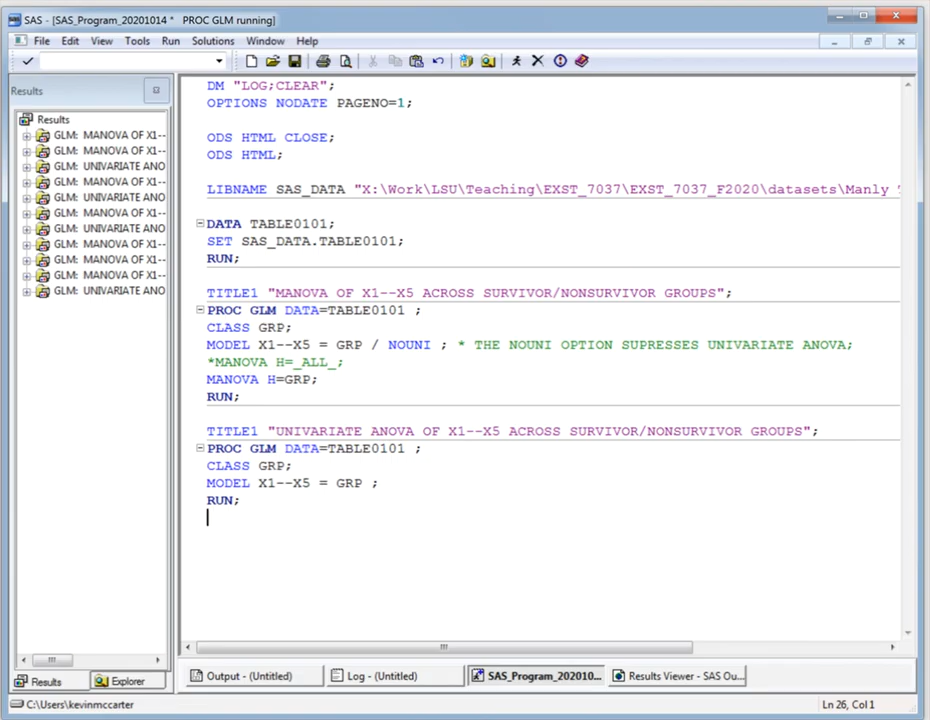 SAS - [SAS_Program_20201014 * PROC GLM running]
File Edit View Tools Run Solutions Window Help
Results
Results
GLM: MANOVA OF X1--
GLM: MANOVA OF X1--
GLM: UNIVARIATE ANO
GLM: MANOVA OF X1--
GLM: UNIVARIATE ANO
GLM: MANOVA OF X1--
GLM: UNIVARIATE ANO
GLM: MANOVA OF X1--
GLM: MANOVA OF X1--
GLM: MANOVA OF X1--
GLM: UNIVARIATE ANO
DM "LOG;CLEAR";
OPTIONS NODATE PAGENO=1;
ODS HTML CLOSE;
ODS HTML;
LIBNAME SAS_DATA "X:\Work\LSU\Teaching\EXST_7037\EXST_7037_F2020\datasets\Manly
DATA TABLE0101;
SET SAS_DATA.TABLE0101;
RUN;
TITLE1 "MANOVA OF X1--X5 ACROSS SURVIVOR/NONSURVIVOR GROUPS";
PROC GLM DATA=TABLE0101 ;
CLASS GRP;
MODEL X1--X5 = GRP / NOUNI ; * THE NOUNI OPTION SUPRESSES UNIVARIATE ANOVA;
*MANOVA H=_ALL_;
MANOVA H=GRP;
RUN;
TITLE1 "UNIVARIATE ANOVA OF X1--X5 ACROSS SURVIVOR/NONSURVIVOR GROUPS";
PROC GLM DATA=TABLE0101 ;
CLASS GRP;
MODEL X1--X5 = GRP ;
RUN;
Results Explorer
Output - (Untitled) Log - (Untitled) SAS_Program_202010... Results Viewer - SAS Ou...
C:\Users\kevinmccarter Ln 26, Col 1